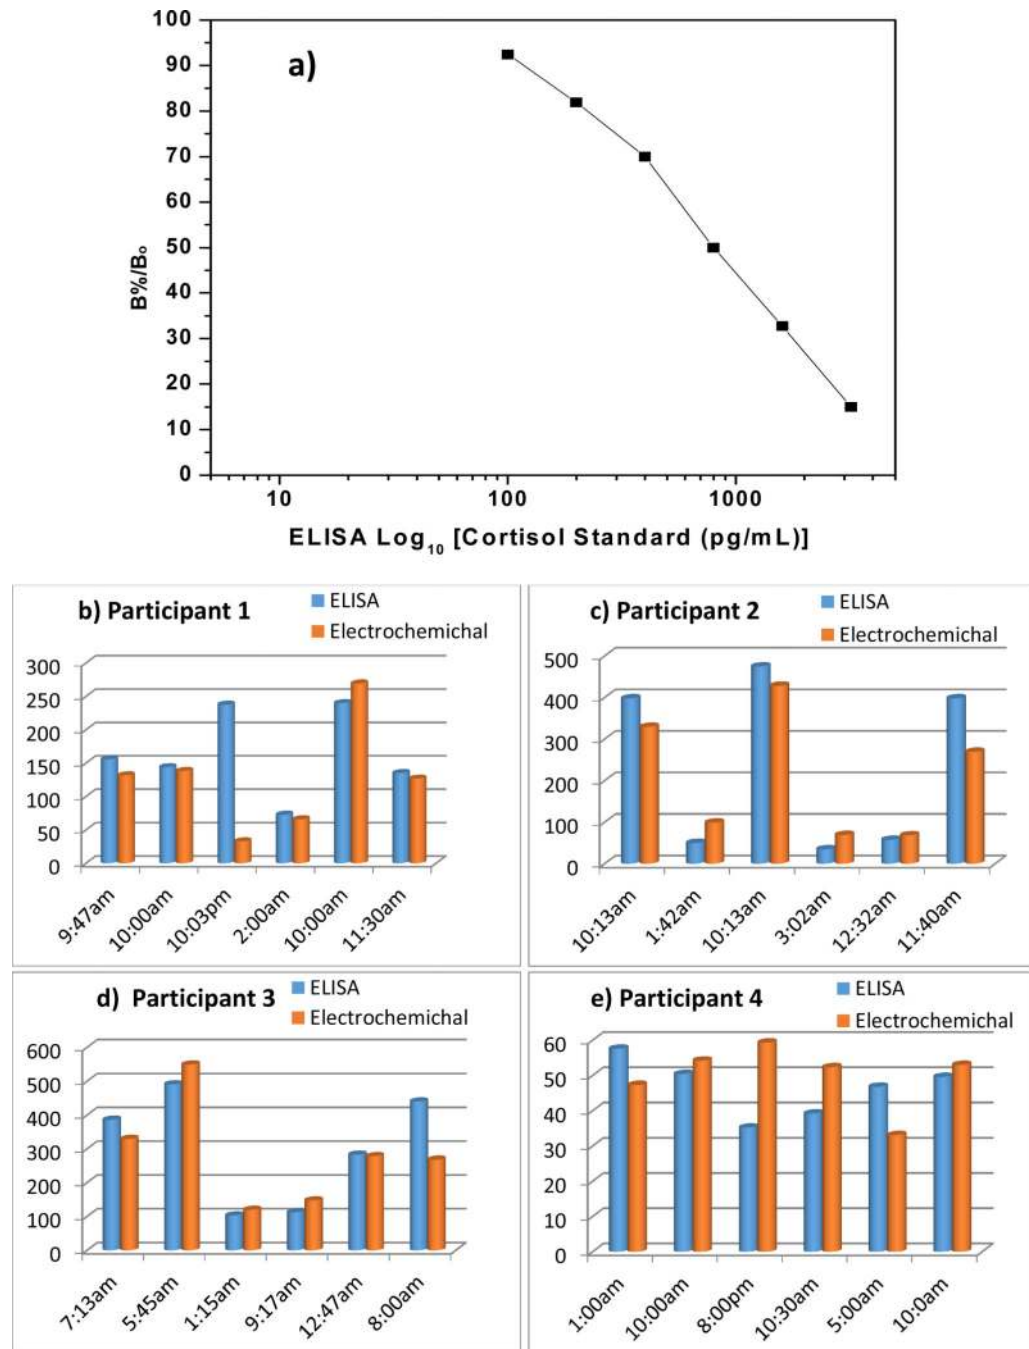 a)
100
90
80
70
60
50
40
30
20
10
0
B%/B₀
10
100
1000
ELISA Log₁₀ [Cortisol Standard (pg/mL)]
b) Participant 1
ELISA
Electrochemichal
300
250
200
150
100
50
0
9:47am
10:00am
10:03pm
2:00am
10:00am
11:30am
c) Participant 2
ELISA
Electrochemichal
500
400
300
200
100
0
10:13am
1:42am
10:13am
3:02am
12:32am
11:40am
d) Participant 3
ELISA
Electrochemichal
600
500
400
300
200
100
0
7:13am
5:45am
1:15am
9:17am
12:47am
8:00am
e) Participant 4
ELISA
Electrochemichal
60
50
40
30
20
10
0
1:00am
10:00am
8:00pm
10:30am
5:00am
10:0am